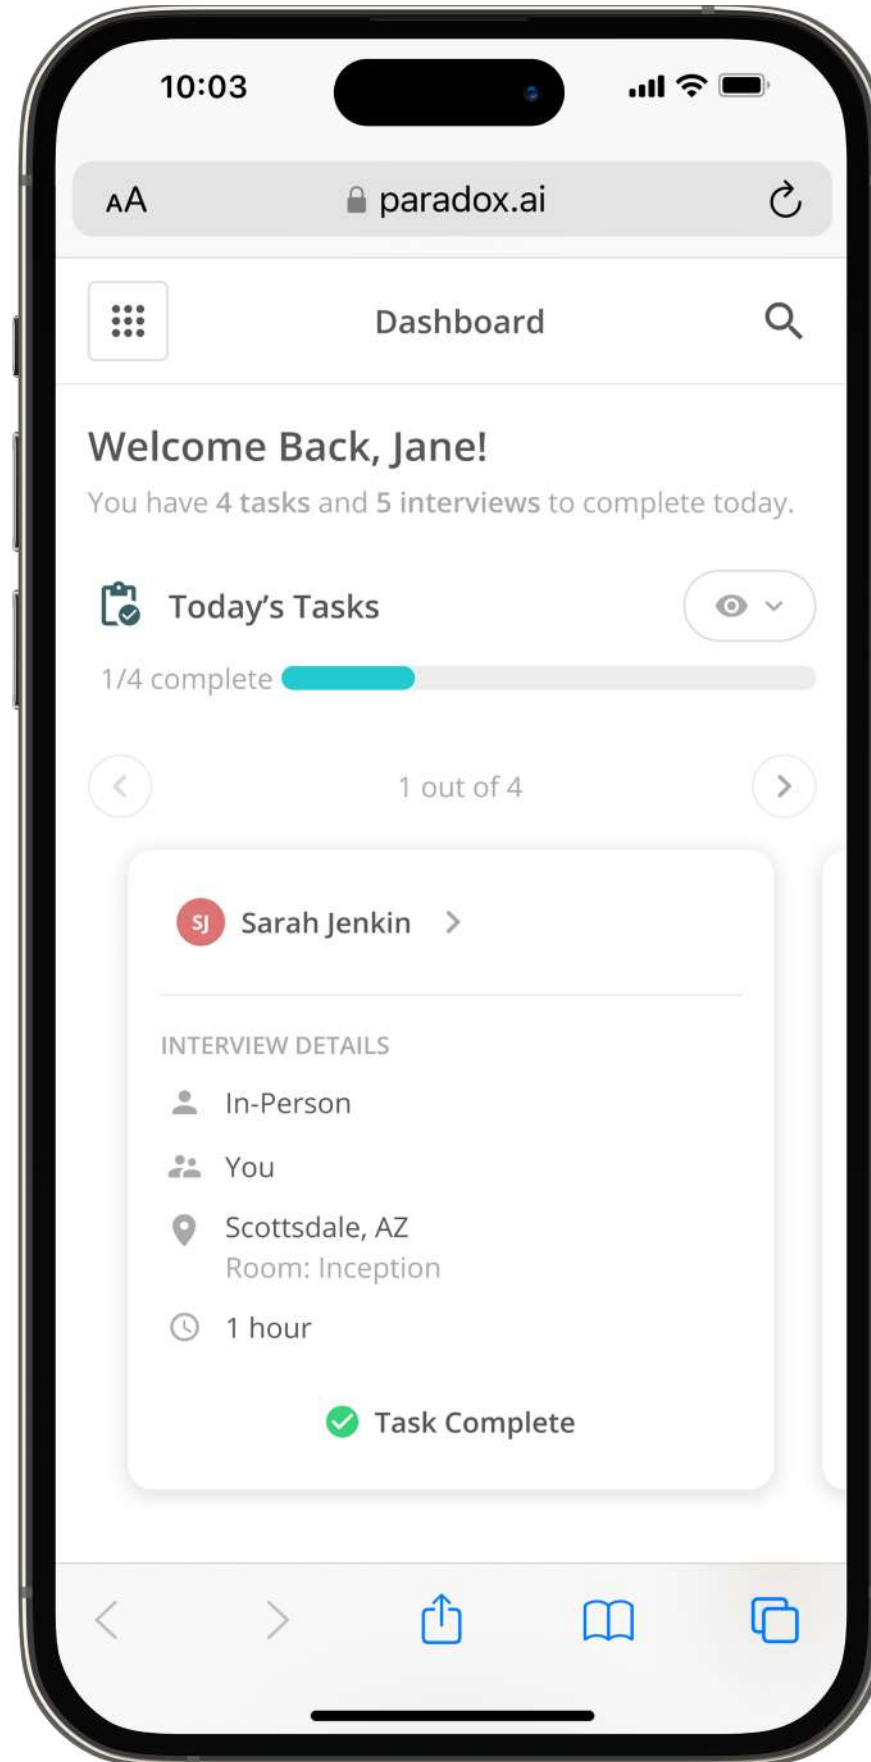 10:03
AA
paradox.ai
Dashboard
Welcome Back, Jane!
You have 4 tasks and 5 interviews to complete today.
Today’s Tasks
1/4 complete
1 out of 4
SJ Sarah Jenkin
INTERVIEW DETAILS
In-Person
You
Scottsdale, AZ
Room: Inception
1 hour
Task Complete